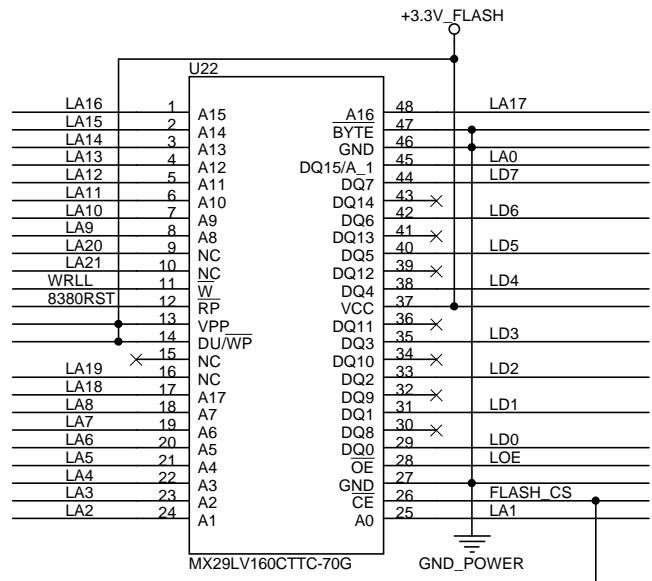 +3.3V_FLASH
U22
LA16 1 A15 A16 48 LA17
LA15 2 A14 BYTE 47
LA14 3 A13 GND 46
LA13 4 A12 DQ15/A_1 45 LA0
LA12 5 A11 DQ7 44 LD7
LA11 6 A10 DQ14 43
LA10 7 A9 DQ6 42 LD6
LA9 8 A8 DQ13 41
LA20 9 NC DQ5 40 LD5
LA21 10 NC DQ12 39
WRLL 11 W DQ4 38 LD4
8380RST 12 RP VCC 37
13 VPP DQ11 36
14 DU/WP DQ3 35 LD3
15 NC DQ10 34
LA19 16 NC DQ2 33 LD2
LA18 17 A17 DQ9 32
LA8 18 A7 DQ1 31 LD1
LA7 19 A6 DQ8 30
LA6 20 A5 DQ0 29 LD0
LA5 21 A4 OE 28 LOE
LA4 22 A3 GND 27
LA3 23 A2 CE 26 FLASH_CS
LA2 24 A1 A0 25 LA1
MX29LV160CTTC-70G GND_POWER